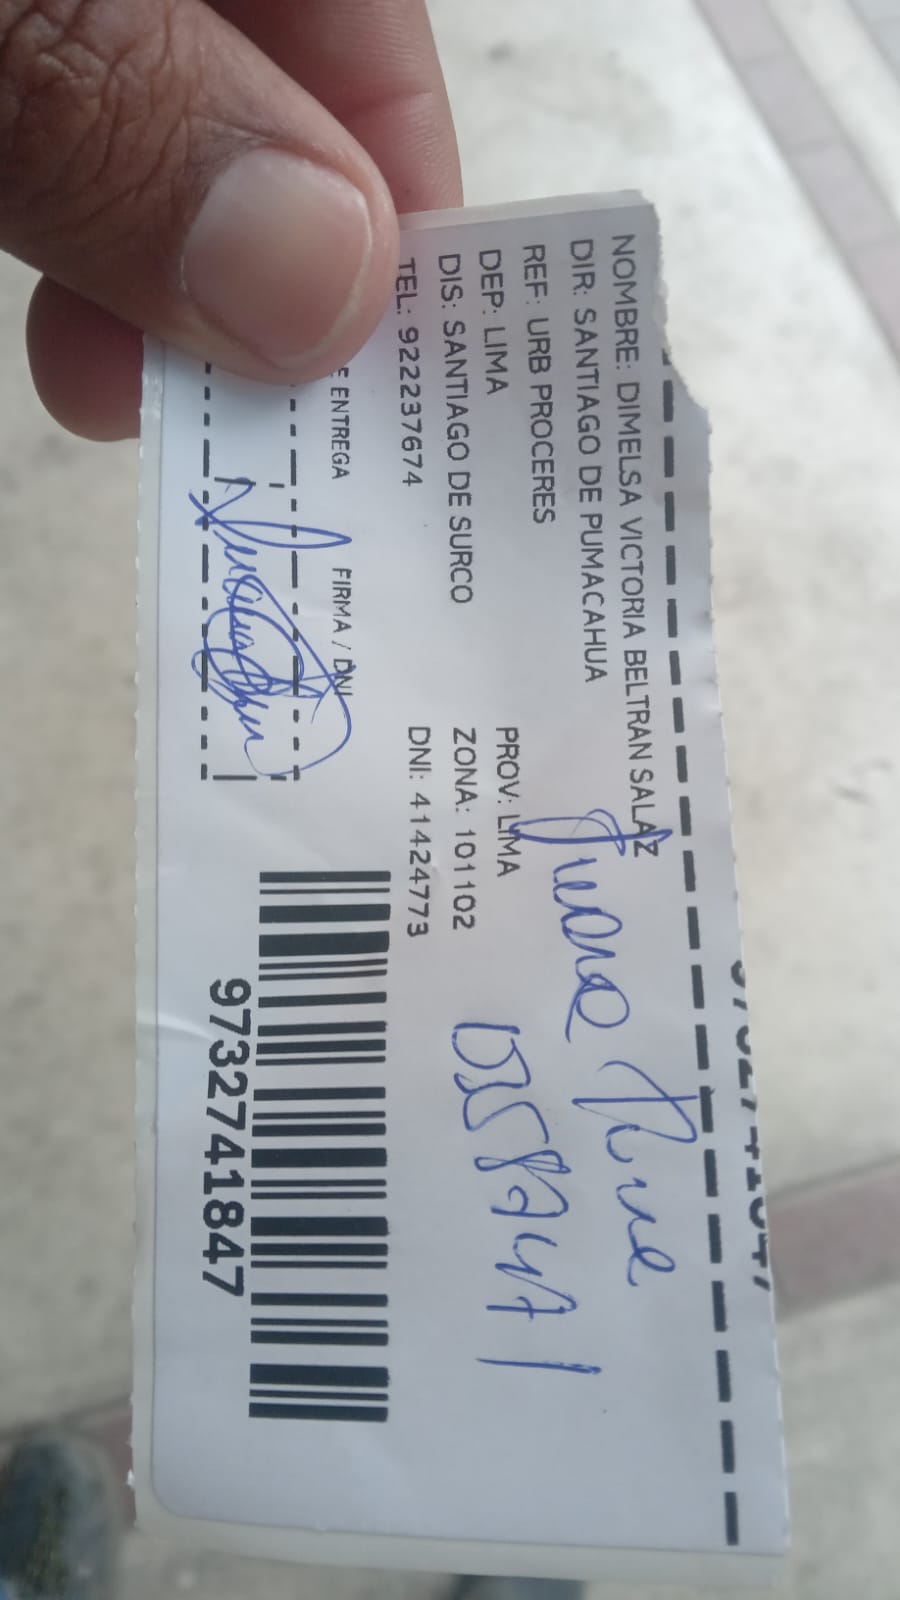 NOMBRE: DIMELSA VICTORIA BELTRAN SALAZ
DIR: SANTIAGO DE PUMACAHUA
REF: URB PROCERES
DEP: LIMA PROV: LIMA
DIS: SANTIAGO DE SURCO ZONA: 101102
TEL: 922237674 DNI: 41424773
E ENTREGA FIRMA / DNI
9732741847